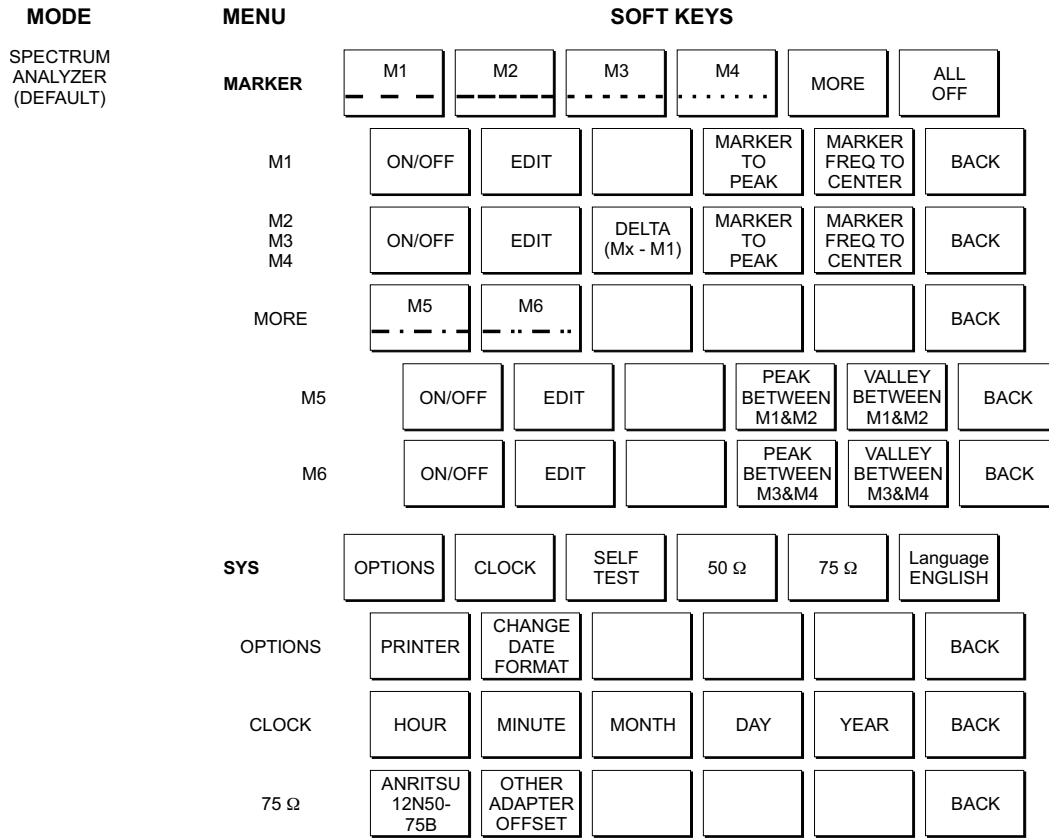 MODE MENU SOFT KEYS
SPECTRUM
ANALYZER
(DEFAULT)
MARKER
M1
M2
M3
M4
MORE
ALL
OFF
M1
ON/OFF
EDIT
MARKER
TO
PEAK
MARKER
FREQ TO
CENTER
BACK
M2
M3
M4
ON/OFF
EDIT
DELTA
(Mx - M1)
MARKER
TO
PEAK
MARKER
FREQ TO
CENTER
BACK
MORE
M5
M6
BACK
M5
ON/OFF
EDIT
PEAK
BETWEEN
M1&M2
VALLEY
BETWEEN
M1&M2
BACK
M6
ON/OFF
EDIT
PEAK
BETWEEN
M3&M4
VALLEY
BETWEEN
M3&M4
BACK
SYS
OPTIONS
CLOCK
SELF
TEST
50 Ω
75 Ω
Language
ENGLISH
OPTIONS
PRINTER
CHANGE
DATE
FORMAT
BACK
CLOCK
HOUR
MINUTE
MONTH
DAY
YEAR
BACK
75 Ω
ANRITSU
12N50-
75B
OTHER
ADAPTER
OFFSET
BACK